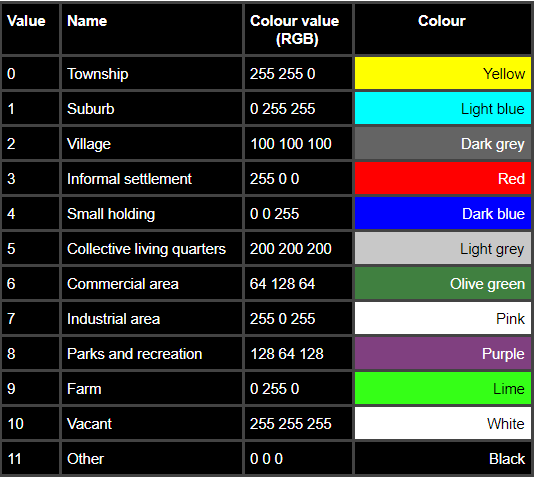 Value Name Colour value (RGB) Colour
0 Township 255 255 0 Yellow
1 Suburb 0 255 255 Light blue
2 Village 100 100 100 Dark grey
3 Informal settlement 255 0 0 Red
4 Small holding 0 0 255 Dark blue
5 Collective living quarters 200 200 200 Light grey
6 Commercial area 64 128 64 Olive green
7 Industrial area 255 0 255 Pink
8 Parks and recreation 128 64 128 Purple
9 Farm 0 255 0 Lime
10 Vacant 255 255 255 White
11 Other 0 0 0 Black